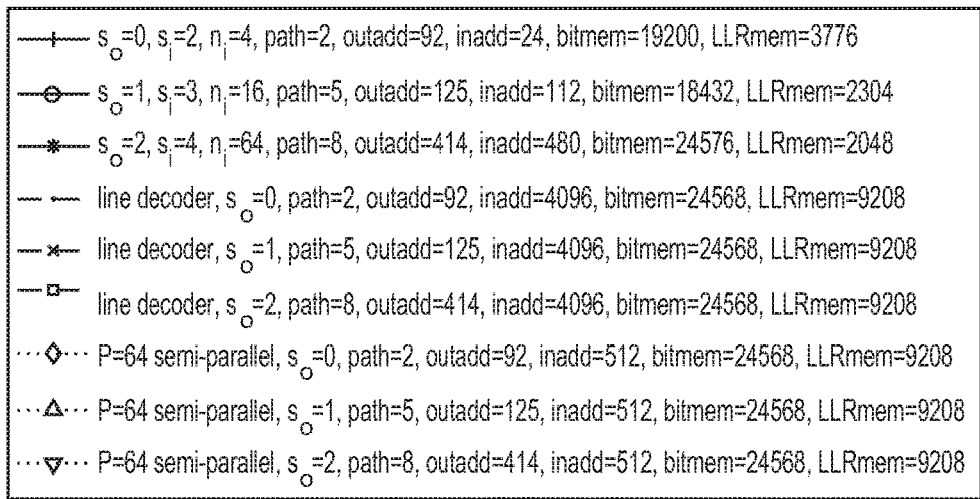 s_o=0, s_i=2, n_i=4, path=2, outadd=92, inadd=24, bitmem=19200, LLRmem=3776
s_o=1, s_i=3, n_i=16, path=5, outadd=125, inadd=112, bitmem=18432, LLRmem=2304
s_o=2, s_i=4, n_i=64, path=8, outadd=414, inadd=480, bitmem=24576, LLRmem=2048
line decoder, s_o=0, path=2, outadd=92, inadd=4096, bitmem=24568, LLRmem=9208
line decoder, s_o=1, path=5, outadd=125, inadd=4096, bitmem=24568, LLRmem=9208
line decoder, s_o=2, path=8, outadd=414, inadd=4096, bitmem=24568, LLRmem=9208
P=64 semi-parallel, s_o=0, path=2, outadd=92, inadd=512, bitmem=24568, LLRmem=9208
P=64 semi-parallel, s_o=1, path=5, outadd=125, inadd=512, bitmem=24568, LLRmem=9208
P=64 semi-parallel, s_o=2, path=8, outadd=414, inadd=512, bitmem=24568, LLRmem=9208